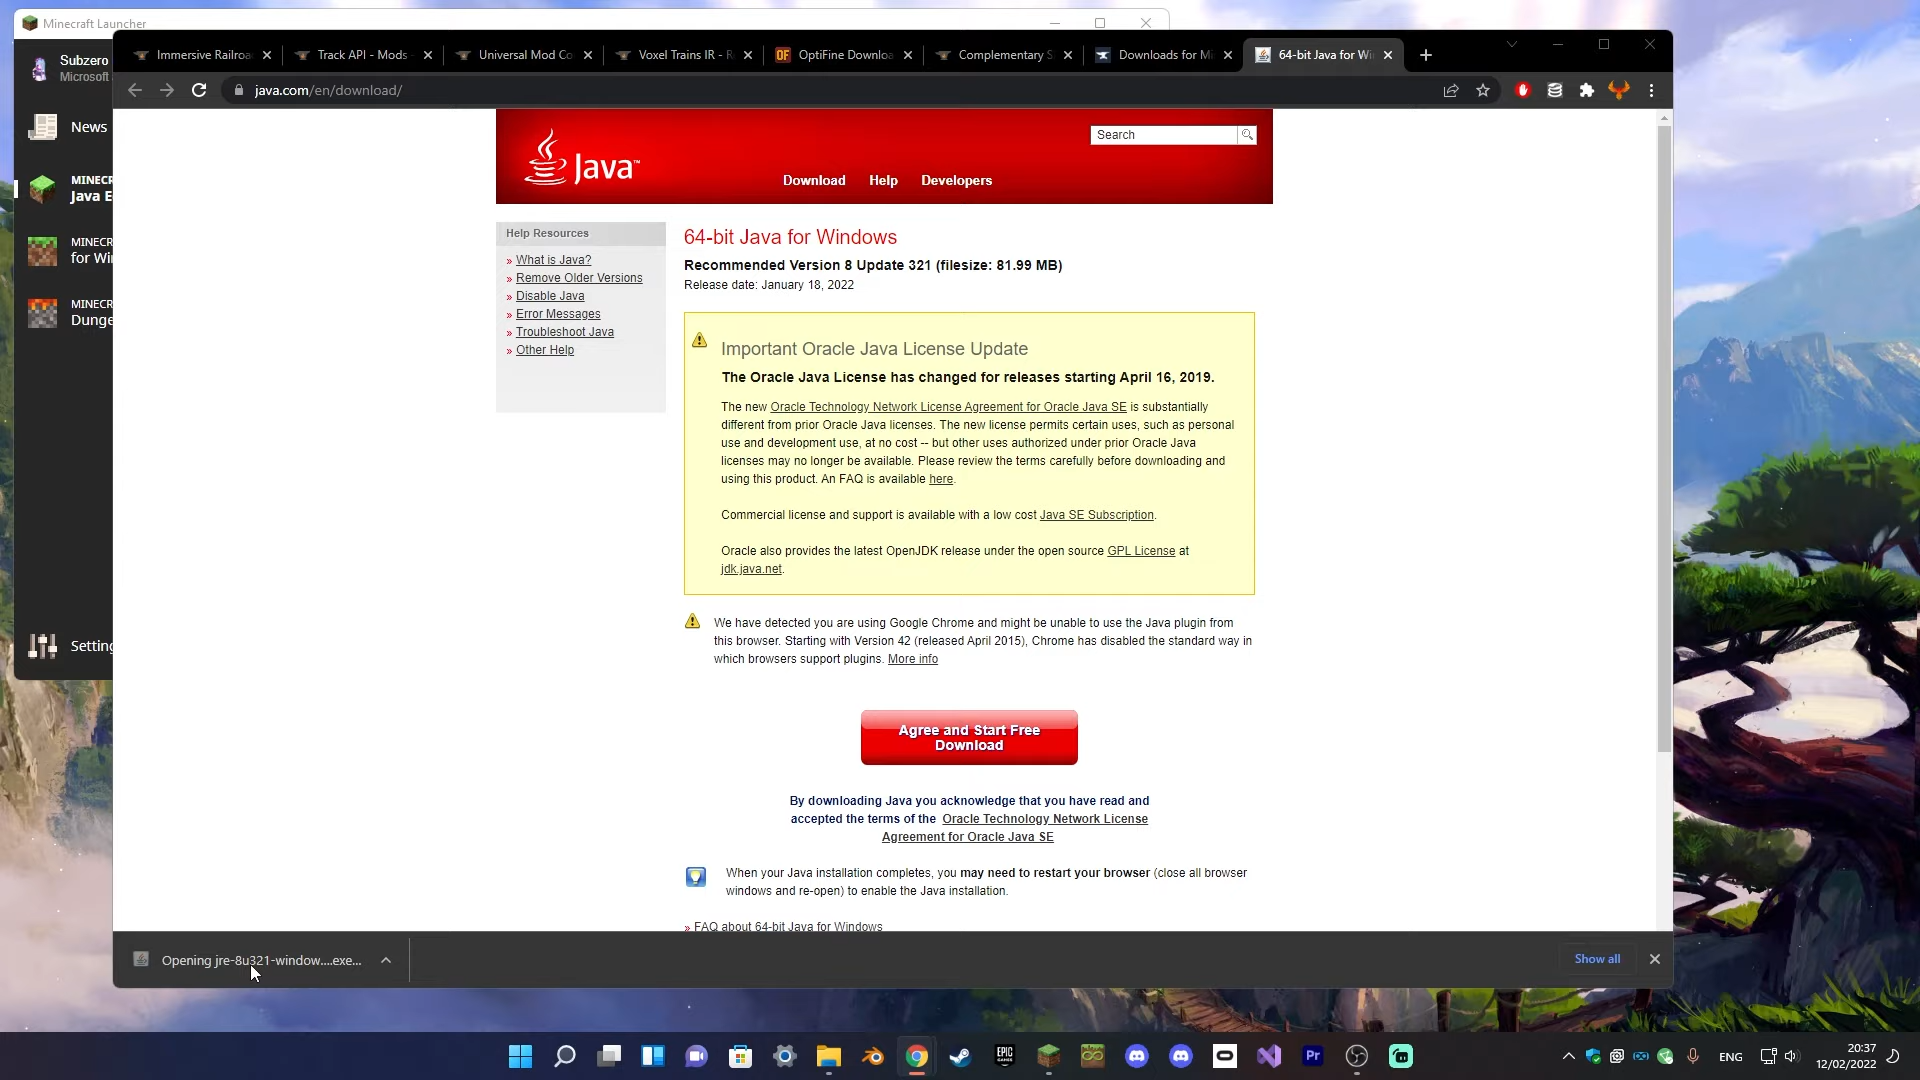 Minecraft Launcher
Subzero
Microsoft
News
MINECR
Java E
MINECR
for Wi
MINECR
Dunge
Setting
Immersive Railroa
Track API - Mods
Universal Mod Co
Voxel Trains IR - R
OF
OptiFine Downloa
Complementary S
Downloads for Mi
64-bit Java for Wi
java.com/en/download/
Java™
Search
Download
Help
Developers
Help Resources
» What is Java?
» Remove Older Versions
» Disable Java
» Error Messages
» Troubleshoot Java
» Other Help
64-bit Java for Windows
Recommended Version 8 Update 321 (filesize: 81.99 MB)
Release date: January 18, 2022
Important Oracle Java License Update
The Oracle Java License has changed for releases starting April 16, 2019.
The new Oracle Technology Network License Agreement for Oracle Java SE is substantially
different from prior Oracle Java licenses. The new license permits certain uses, such as personal
use and development use, at no cost -- but other uses authorized under prior Oracle Java
licenses may no longer be available. Please review the terms carefully before downloading and
using this product. An FAQ is available here.
Commercial license and support is available with a low cost Java SE Subscription.
Oracle also provides the latest OpenJDK release under the open source GPL License at
jdk.java.net.
We have detected you are using Google Chrome and might be unable to use the Java plugin from
this browser. Starting with Version 42 (released April 2015), Chrome has disabled the standard way in
which browsers support plugins. More info
Agree and Start Free
Download
By downloading Java you acknowledge that you have read and
accepted the terms of the Oracle Technology Network License
Agreement for Oracle Java SE
When your Java installation completes, you may need to restart your browser (close all browser
windows and re-open) to enable the Java installation.
» FAQ about 64-bit Java for Windows
Opening jre-8u321-window....exe...
Show all
EPIC
GAMES
Pr
ENG
20:37
12/02/2022